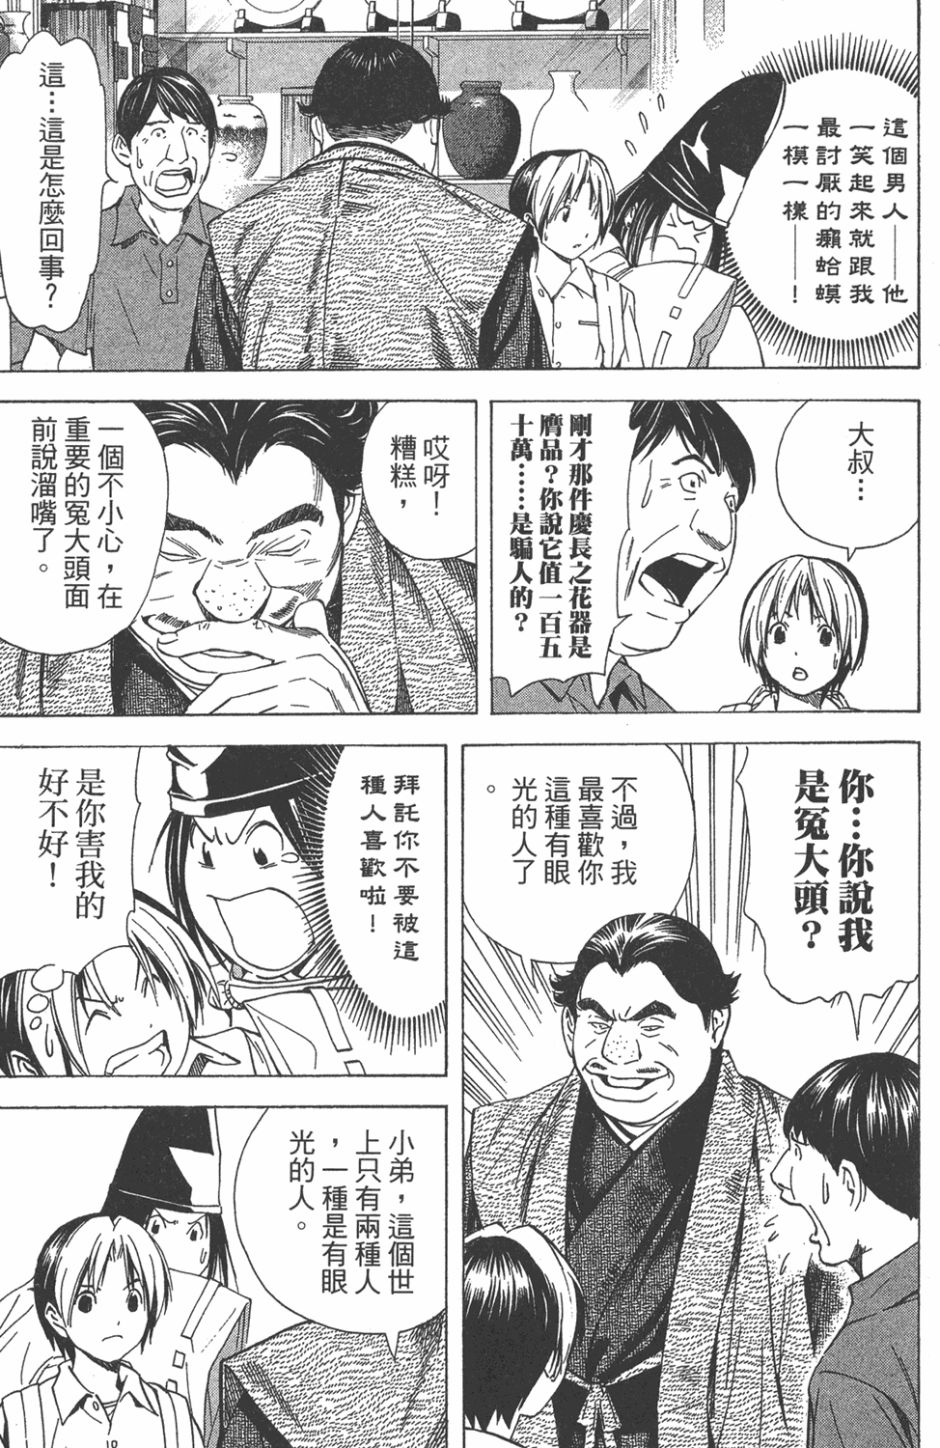 這個男人——他
一笑起來就跟我
最討厭的癩蛤蟆
一模一樣——！
這…這是怎麼回事？
大叔…
剛才那件慶長之花器是
贋品？你說它值一百五
十萬……是騙人的？
哎呀！
糟糕，
一個不小心，在
重要的冤大頭面
前說溜嘴了。
你…你說我
是冤大頭？
不過，我
最喜歡你
這種有眼
光的人了
。
拜託你不要被這
種人喜歡啦！
是你害我的
好不好！
小弟，這個世
上只有兩種人
，一種是有眼
光的人。